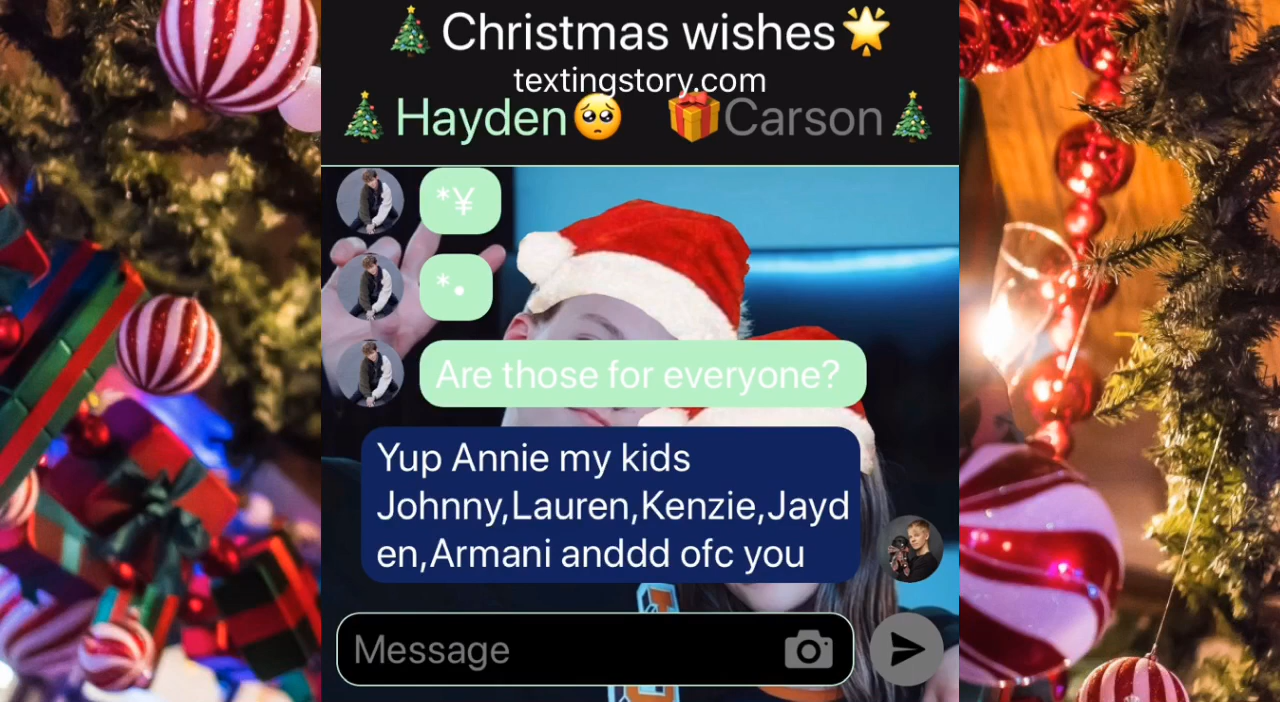 🎄Christmas wishes🌟
textingstory.com
🎄Hayden🥺 🎁Carson🎄
*¥
*•
Are those for everyone?
Yup Annie my kids
Johnny,Lauren,Kenzie,Jayd
en,Armani anddd ofc you
Message